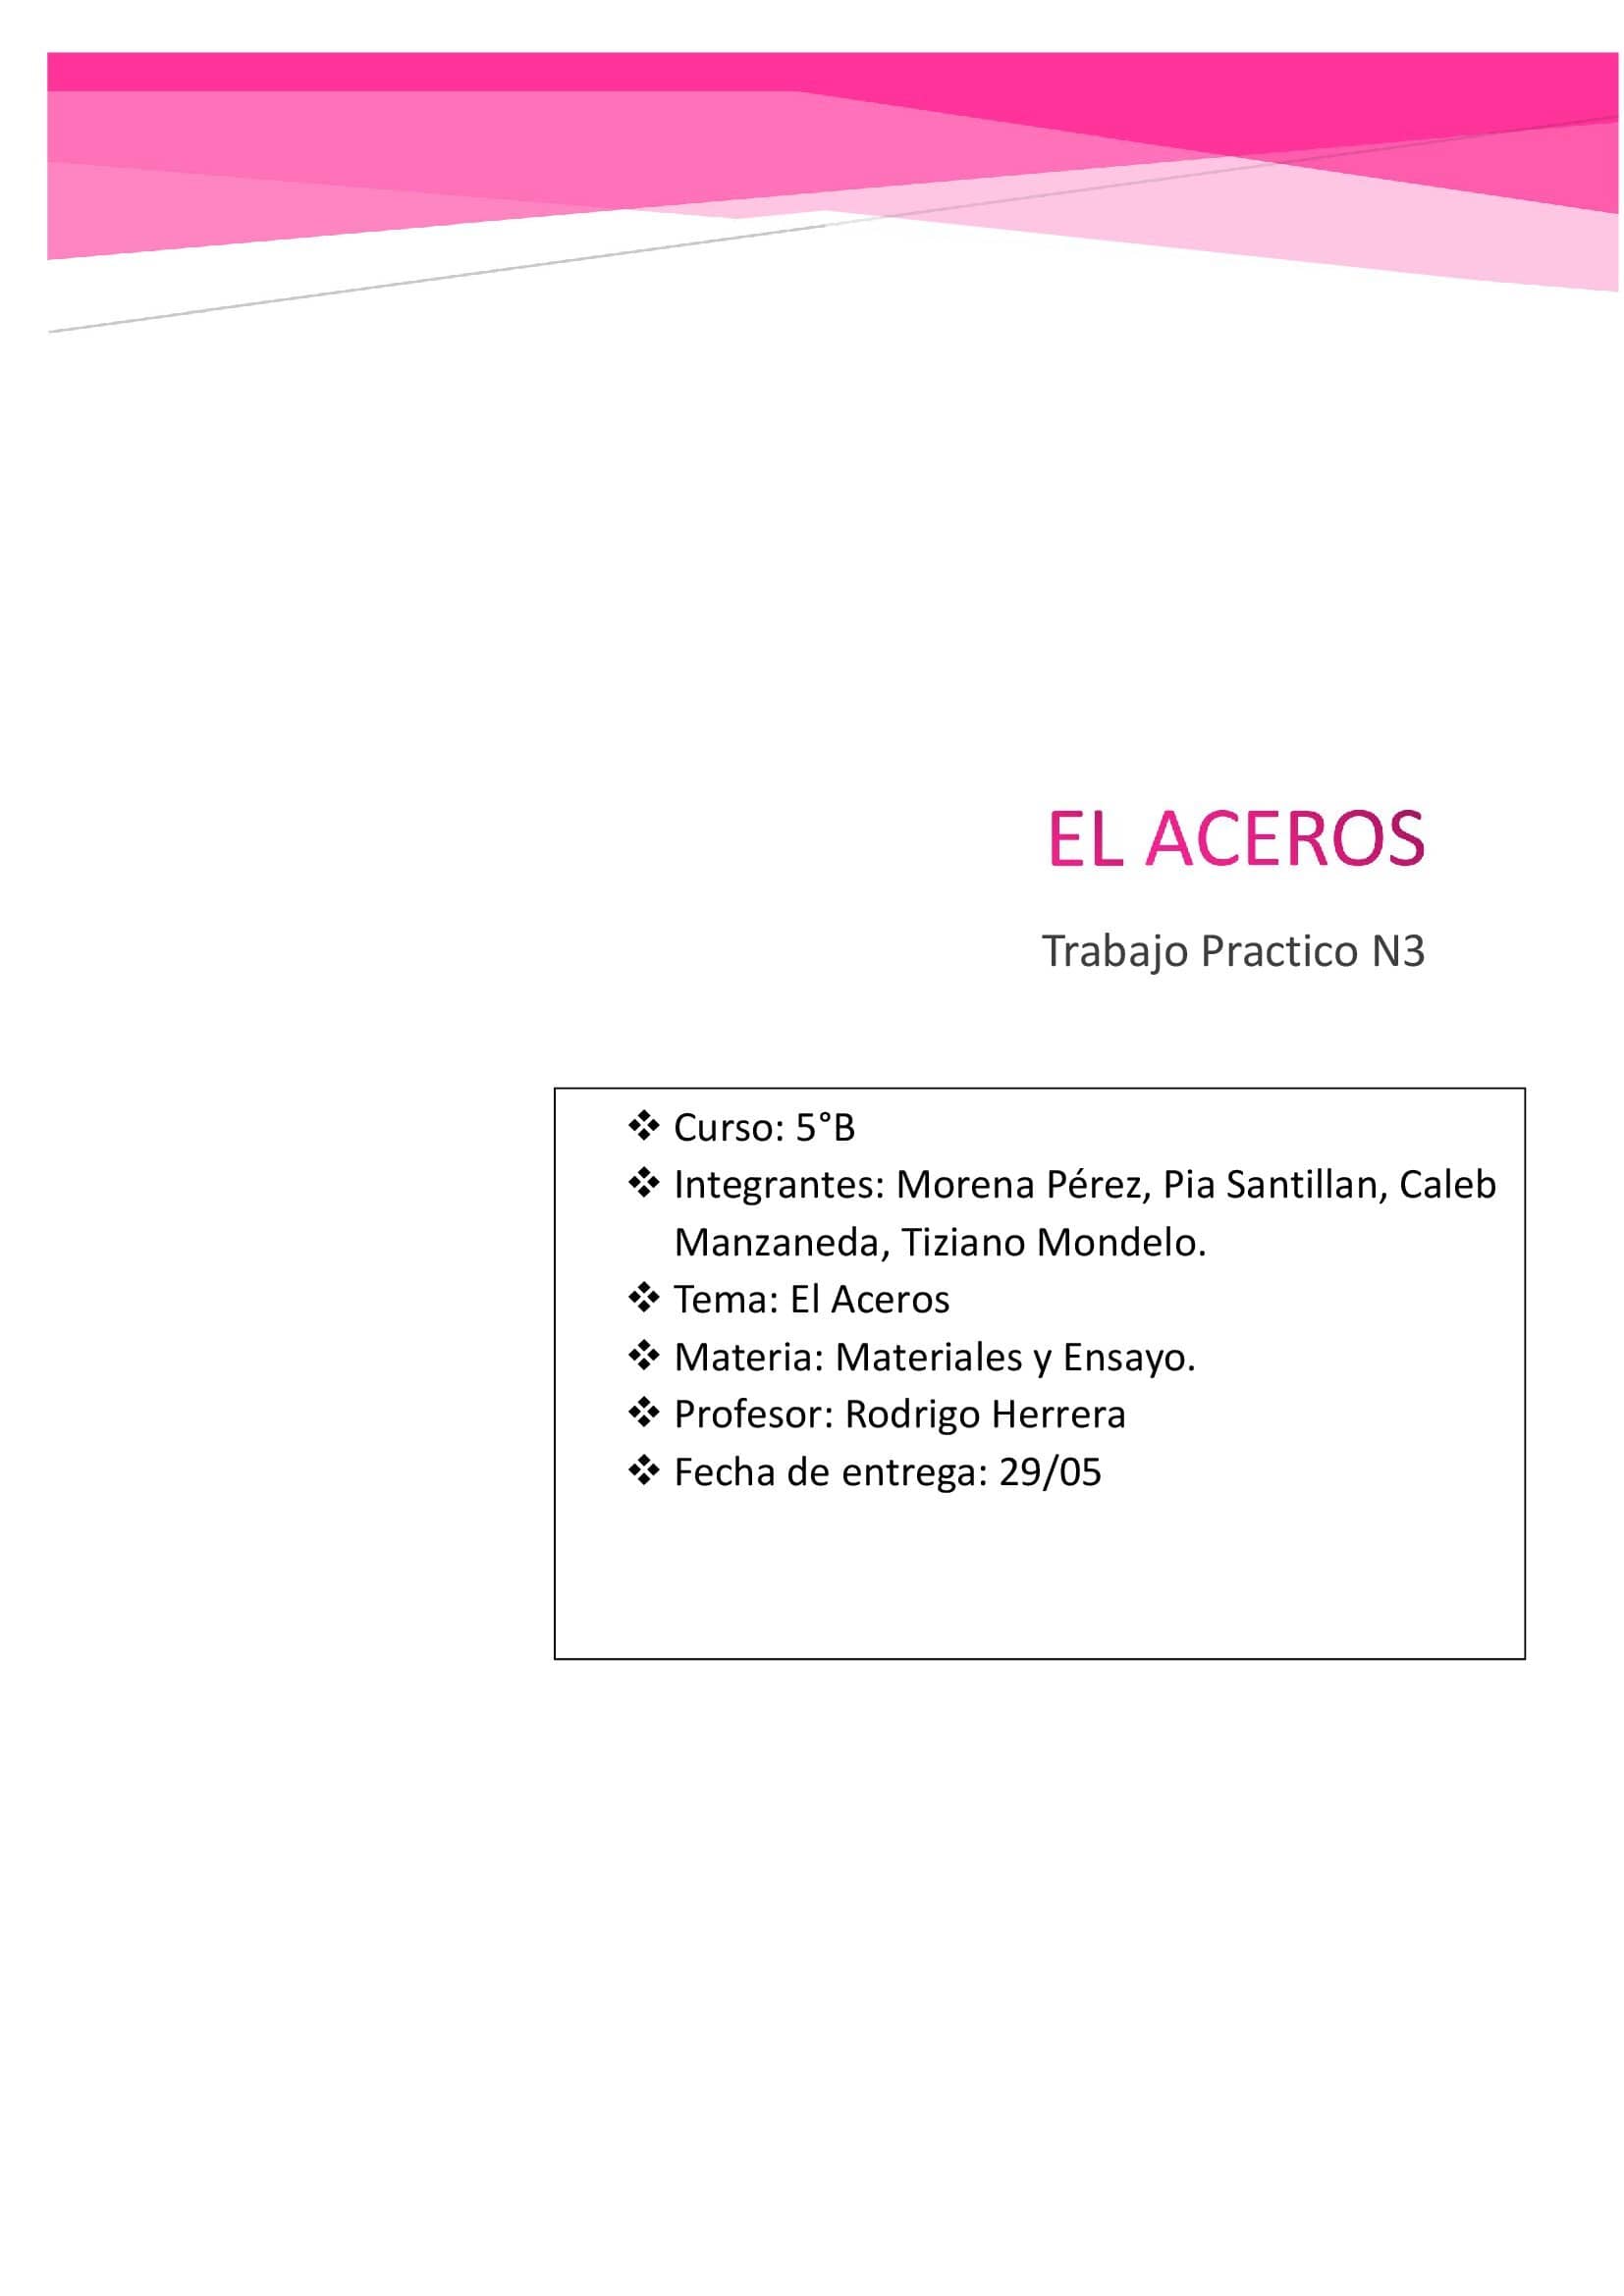 EL ACEROS
Trabajo Practico N3
❖ Curso: 5°B
❖ Integrantes: Morena Pérez, Pia Santillan, Caleb
Manzaneda, Tiziano Mondelo.
❖ Tema: El Aceros
❖ Materia: Materiales y Ensayo.
❖ Profesor: Rodrigo Herrera
❖ Fecha de entrega: 29/05